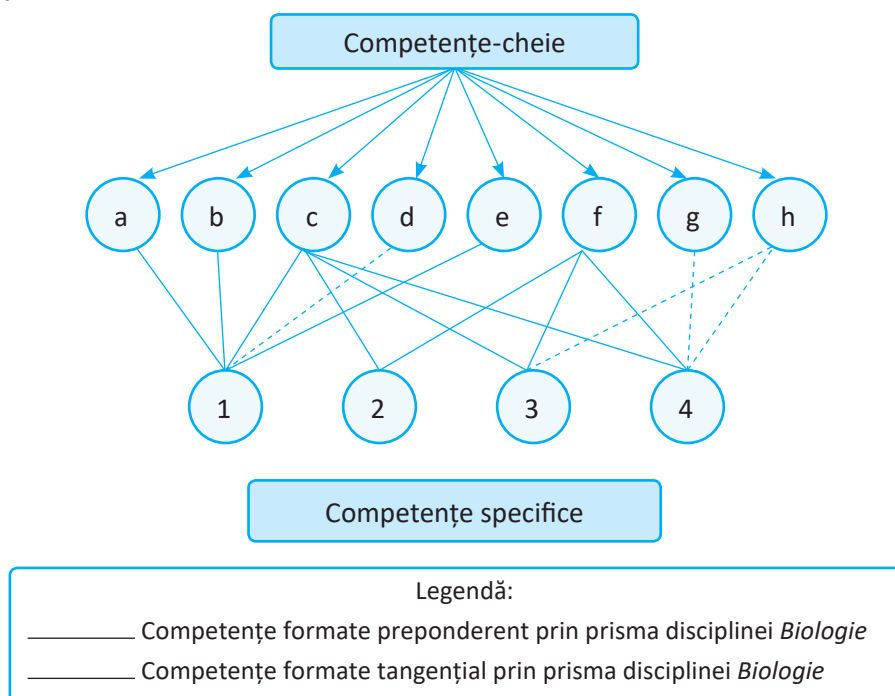 Competențe-cheie
a b c d e f g h
1 2 3 4
Competențe specifice
Legendă:
Competențe formate preponderent prin prisma disciplinei Biologie
Competențe formate tangențial prin prisma disciplinei Biologie